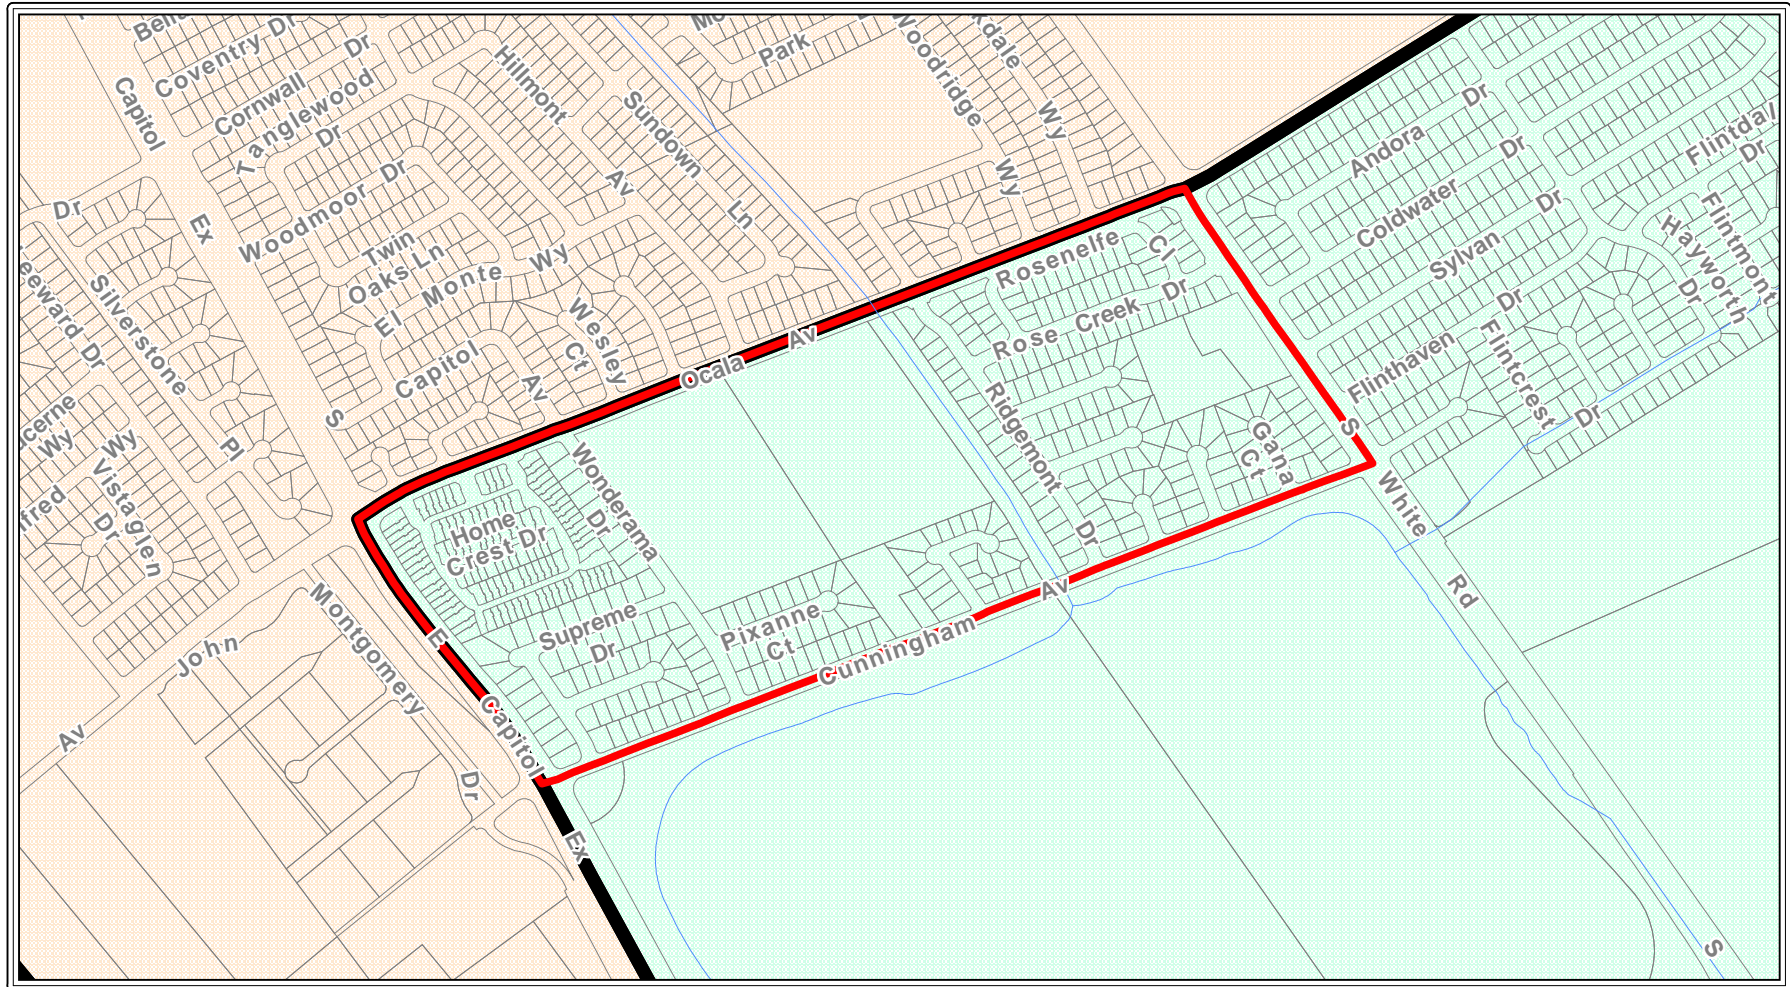 Coventry Dr
Cornwall Dr
Tanglewood Dr
Capitol Ex
Hillmont Av
Sundown Ln
Park
Woodridge Wy
Wy
Andora Dr
Coldwater Dr
Sylvan Dr
Flinthaven Dr
Flintcrest Dr
Hayworth Dr
Flintmont
Dr
Dr
Woodmoor Dr
Twin
Oaks Ln
El Monte Wy
Wesley
Ct
Capitol Av
S
Silverstone Pl
Dr
Wy
Vistaglen
Dr
Wy
Ocala Av
Rosenelfe Cl
Rose Creek Dr
Ridgemont Dr
Gana
Ct
S White Rd
Wonderama
Dr
Home
Crest Dr
Supreme
Dr
Pixanne
Ct
Cunningham Av
E Capitol Ex
John
Av
Montgomery Dr
S